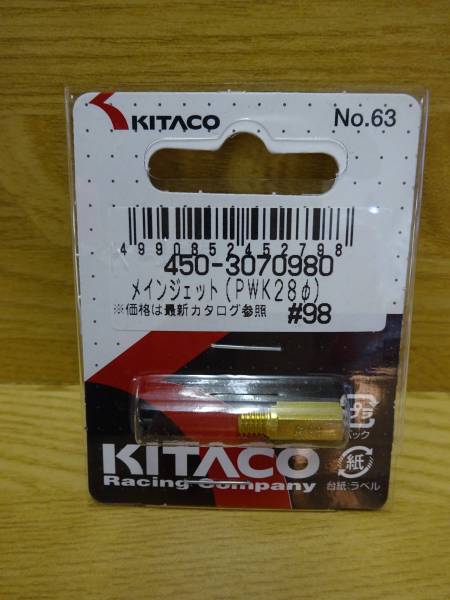 KITACO
No.63
4990852452798
450-3070980
メインジェット(PWK28φ)
価格は最新カタログ参照 #98
プラ
パック
KITACO
Racing Company
紙
台紙・ラベル